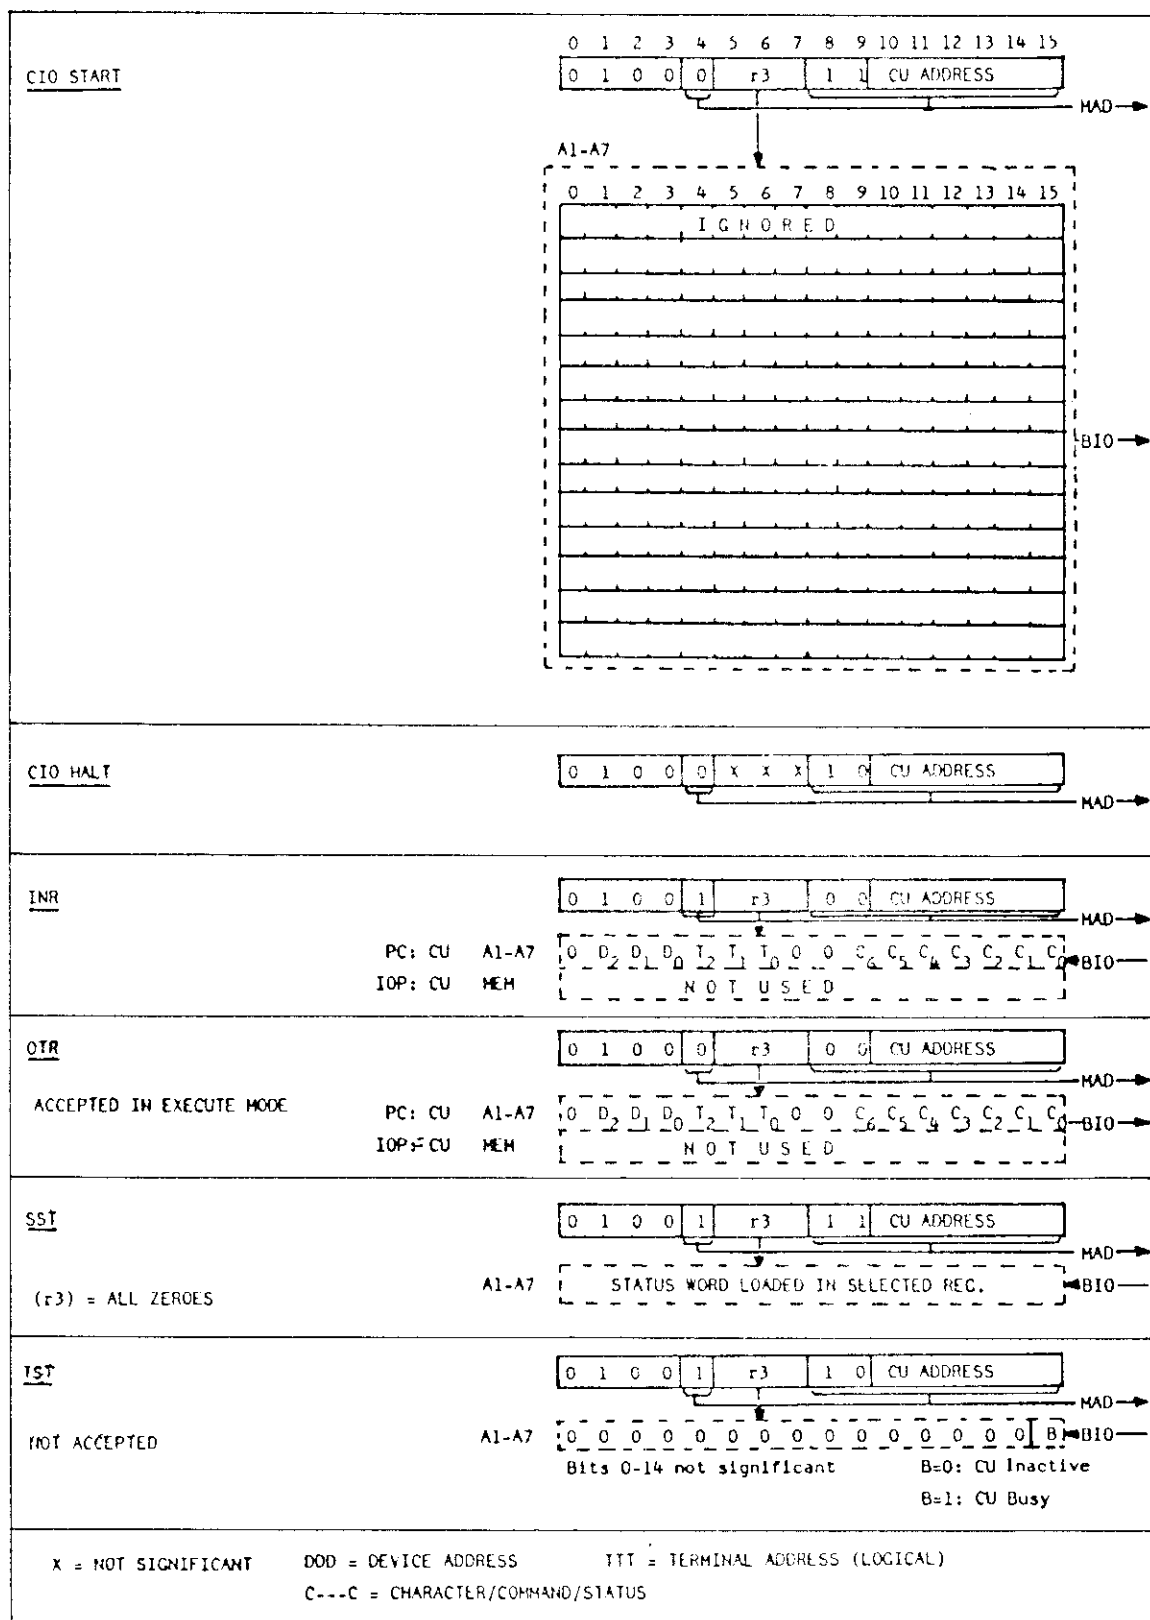 0 1 2 3 4 5 6 7 8 9 10 11 12 13 14 15
CIO START
0 1 0 0 0 r3 1 1 CU ADDRESS
MAD
A1-A7
0 1 2 3 4 5 6 7 8 9 10 11 12 13 14 15
I G N O R E D
BIO
CIO HALT
0 1 0 0 0 X X X 1 0 CU ADDRESS
MAD
INR
0 1 0 0 1 r3 0 0 CU ADDRESS
MAD
PC: CU A1-A7 0 D2 D1 D0 T2 T1 T0 0 0 C6 C5 C4 C3 C2 C1 C0 BIO
IOP: CU MEM N O T U S E D
OTR
0 1 0 0 0 r3 0 0 CU ADDRESS
MAD
ACCEPTED IN EXECUTE MODE
PC: CU A1-A7 0 D2 D1 D0 T2 T1 T0 0 0 C6 C5 C4 C3 C2 C1 C0 BIO
IOP: CU MEM N O T U S E D
SST
0 1 0 0 1 r3 1 1 CU ADDRESS
MAD
A1-A7 STATUS WORD LOADED IN SELECTED REG. BIO
(r3) = ALL ZEROES
TST
0 1 0 0 1 r3 1 0 CU ADDRESS
MAD
NOT ACCEPTED
A1-A7 0 0 0 0 0 0 0 0 0 0 0 0 0 0 0 B BIO
Bits 0-14 not significant B=0: CU Inactive
B=1: CU Busy
X = NOT SIGNIFICANT DDD = DEVICE ADDRESS TTT = TERMINAL ADDRESS (LOGICAL)
C---C = CHARACTER/COMMAND/STATUS